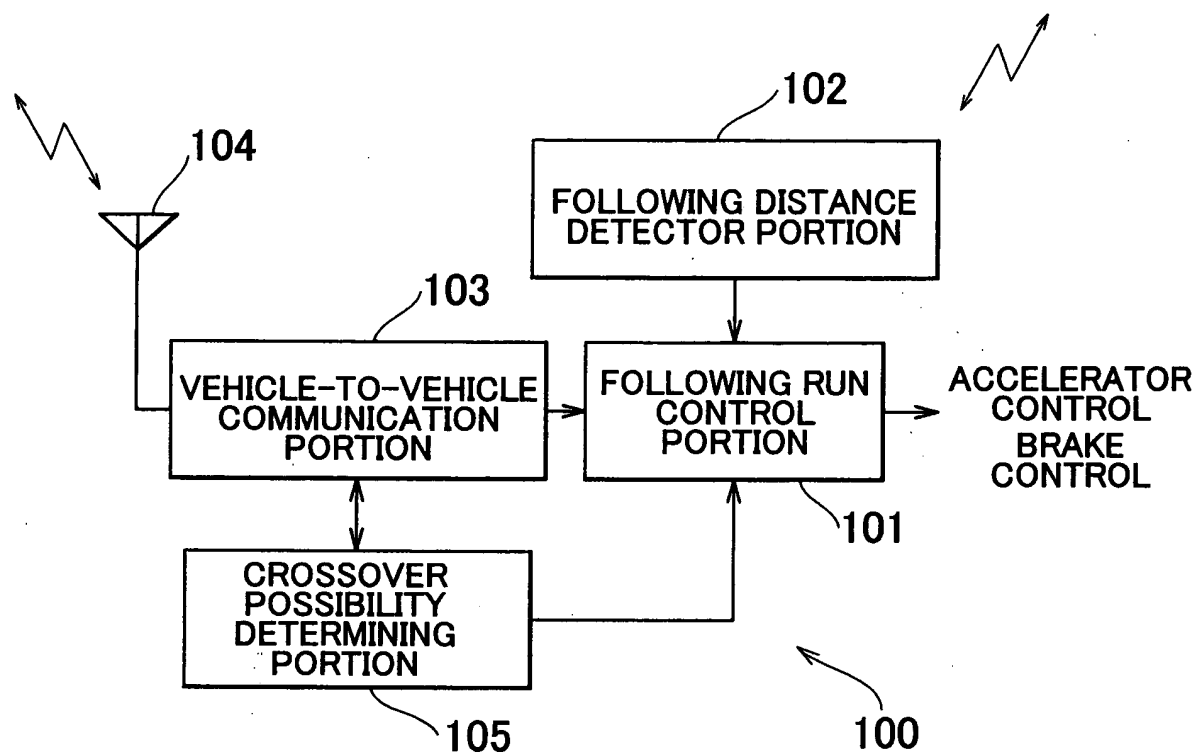 102
104
FOLLOWING DISTANCE
DETECTOR PORTION
103
VEHICLE-TO-VEHICLE
COMMUNICATION
PORTION
FOLLOWING RUN
CONTROL
PORTION
ACCELERATOR
CONTROL
BRAKE
CONTROL
101
CROSSOVER
POSSIBILITY
DETERMINING
PORTION
105
100